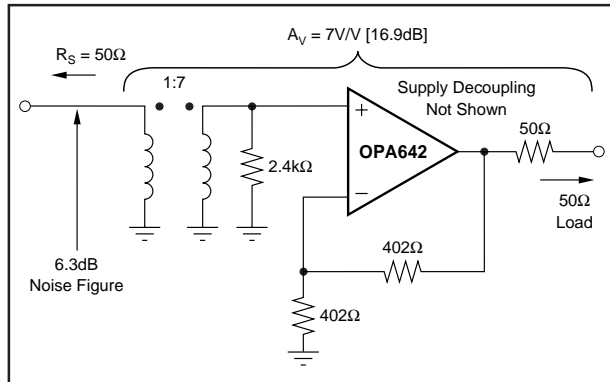 A_V = 7V/V [16.9dB]
R_S = 50Ω
1:7
Supply Decoupling
Not Shown
+
50Ω
OPA642
2.4kΩ
−
50Ω
Load
402Ω
6.3dB
Noise Figure
402Ω